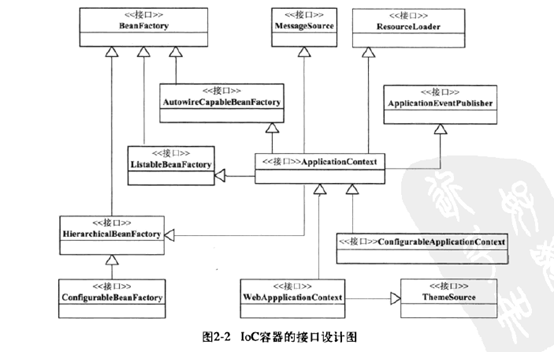 <<接口>>
BeanFactory
<<接口>>
MessageSource
<<接口>>
ResourceLoader
<<接口>>
AutowireCapableBeanFactory
<<接口>>
ApplicationEventPublisher
<<接口>>
ListableBeanFactory
<<接口>>ApplicationContext
<<接口>>
HierarchicalBeanFactory
<<接口>>ConfigurableApplicationContext
<<接口>>
ConfigurableBeanFactory
<<接口>>
WebAppplicationContext
<<接口>>
ThemeSource
图2-2 IoC容器的接口设计图